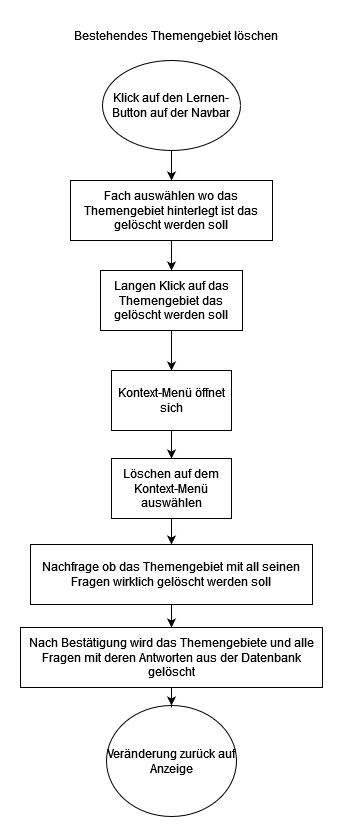 Bestehendes Themengebiet löschen
Klick auf den Lernen-
Button auf der Navbar
Fach auswählen wo das
Themengebiet hinterlegt ist das
gelöscht werden soll
Langen Klick auf das
Themengebiet das
gelöscht werden soll
Kontext-Menü öffnet
sich
Löschen auf dem
Kontext-Menü
auswählen
Nachfrage ob das Themengebiet mit all seinen
Fragen wirklich gelöscht werden soll
Nach Bestätigung wird das Themengebiete und alle
Fragen mit deren Antworten aus der Datenbank
gelöscht
Veränderung zurück auf
Anzeige